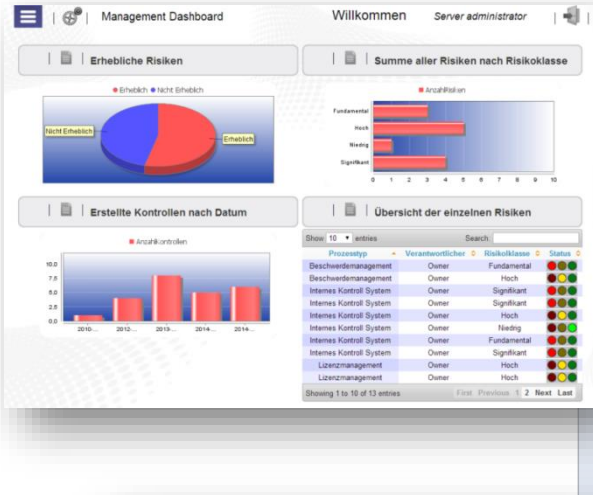 Management Dashboard
Willkommen Server administrator
Erhebliche Risiken
Erheblich Nicht Erheblich
Nicht Erheblich
Erheblich
Summe aller Risiken nach Risikoklasse
AnzahlRisiken
Fundamental
Hoch
Niedrig
Signifikant
0 1 2 3 4 5 6 7 8 9 10
Erstellte Kontrollen nach Datum
AnzahlKontrollen
10,0
7,5
5,0
2,5
0,0
2010-... 2012-... 2013-... 2014-... 2014-...
Übersicht der einzelnen Risiken
Show 10 entries Search:
Prozesstyp Verantwortlicher Risikolklasse Status
Beschwerdemanagement Owner Fundamental
Beschwerdemanagement Owner Hoch
Internes Kontroll System Owner Signifikant
Internes Kontroll System Owner Signifikant
Internes Kontroll System Owner Hoch
Internes Kontroll System Owner Niedrig
Internes Kontroll System Owner Fundamental
Internes Kontroll System Owner Signifikant
Lizenzmanagement Owner Hoch
Lizenzmanagement Owner Hoch
Showing 1 to 10 of 13 entries First Previous 1 2 Next Last